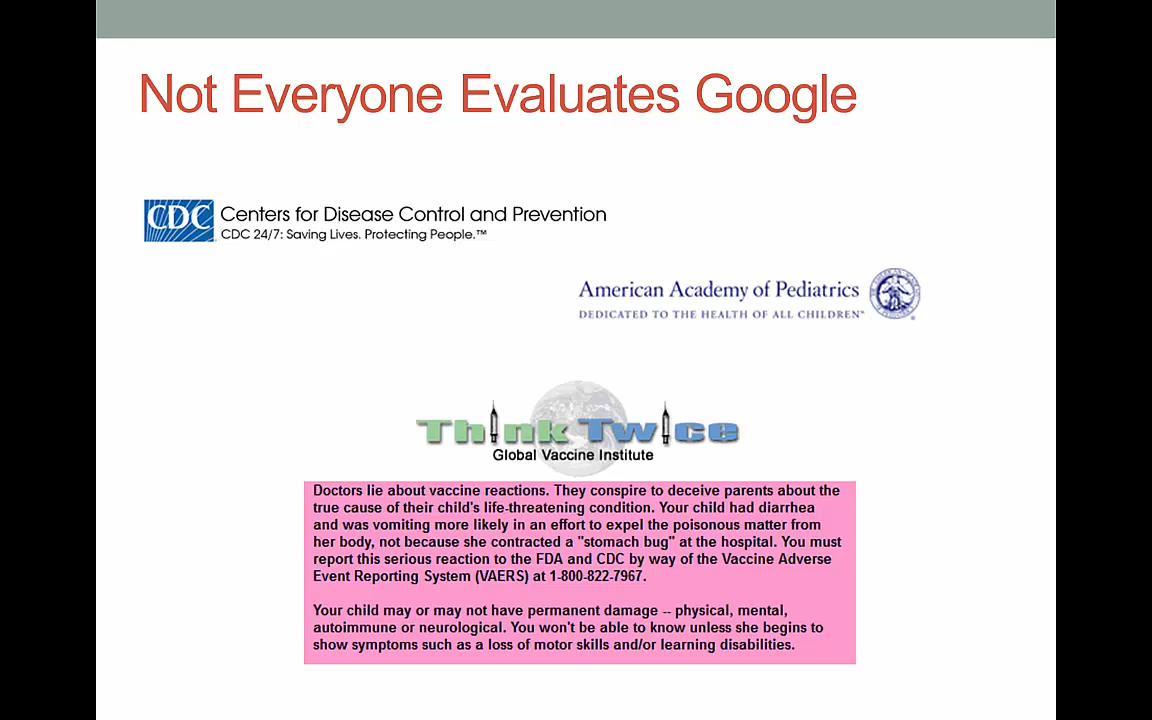 Not Everyone Evaluates Google
CDC
Centers for Disease Control and Prevention
CDC 24/7: Saving Lives. Protecting People.™
American Academy of Pediatrics
DEDICATED TO THE HEALTH OF ALL CHILDREN™
Think Twice
Global Vaccine Institute
Doctors lie about vaccine reactions. They conspire to deceive parents about the
true cause of their child's life-threatening condition. Your child had diarrhea
and was vomiting more likely in an effort to expel the poisonous matter from
her body, not because she contracted a "stomach bug" at the hospital. You must
report this serious reaction to the FDA and CDC by way of the Vaccine Adverse
Event Reporting System (VAERS) at 1-800-822-7967.
Your child may or may not have permanent damage -- physical, mental,
autoimmune or neurological. You won't be able to know unless she begins to
show symptoms such as a loss of motor skills and/or learning disabilities.